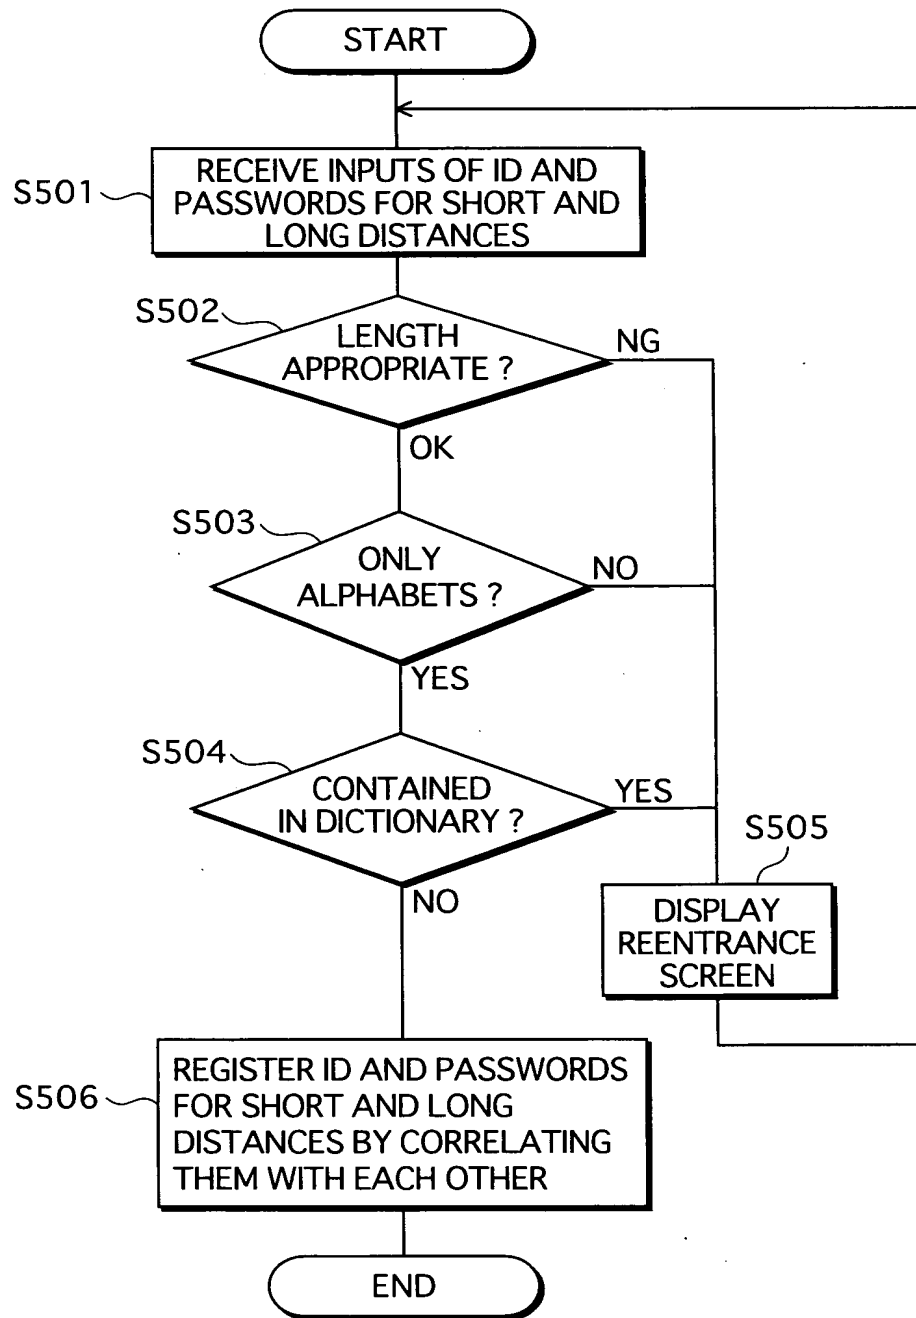 START
S501
RECEIVE INPUTS OF ID AND
PASSWORDS FOR SHORT AND
LONG DISTANCES
S502
LENGTH
APPROPRIATE ?
NG
OK
S503
ONLY
ALPHABETS ?
NO
YES
S504
CONTAINED
IN DICTIONARY ?
YES
NO
S505
DISPLAY
REENTRANCE
SCREEN
S506
REGISTER ID AND PASSWORDS
FOR SHORT AND LONG
DISTANCES BY CORRELATING
THEM WITH EACH OTHER
END